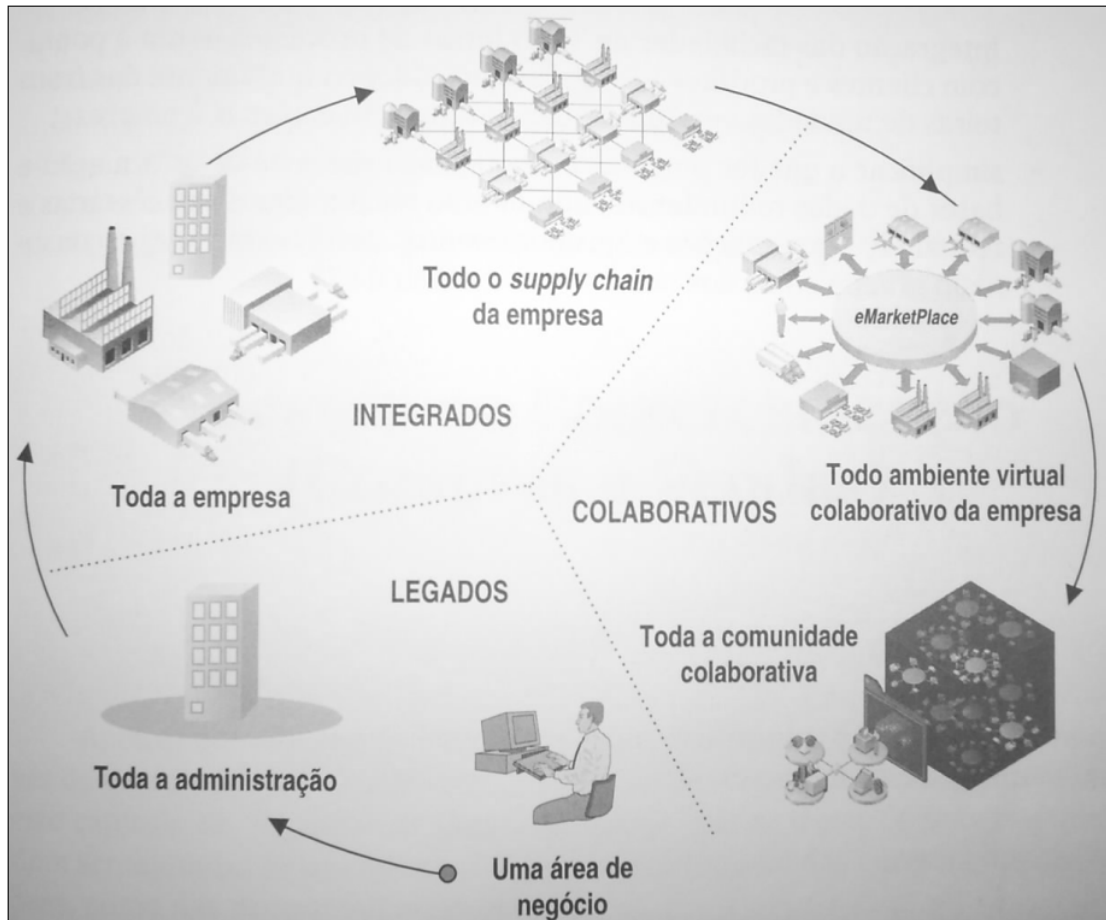 Todo o supply chain
da empresa
eMarketPlace
INTEGRADOS
Toda a empresa
Todo ambiente virtual
colaborativo da empresa
COLABORATIVOS
LEGADOS
Toda a comunidade
colaborativa
Toda a administração
Uma área de
negócio